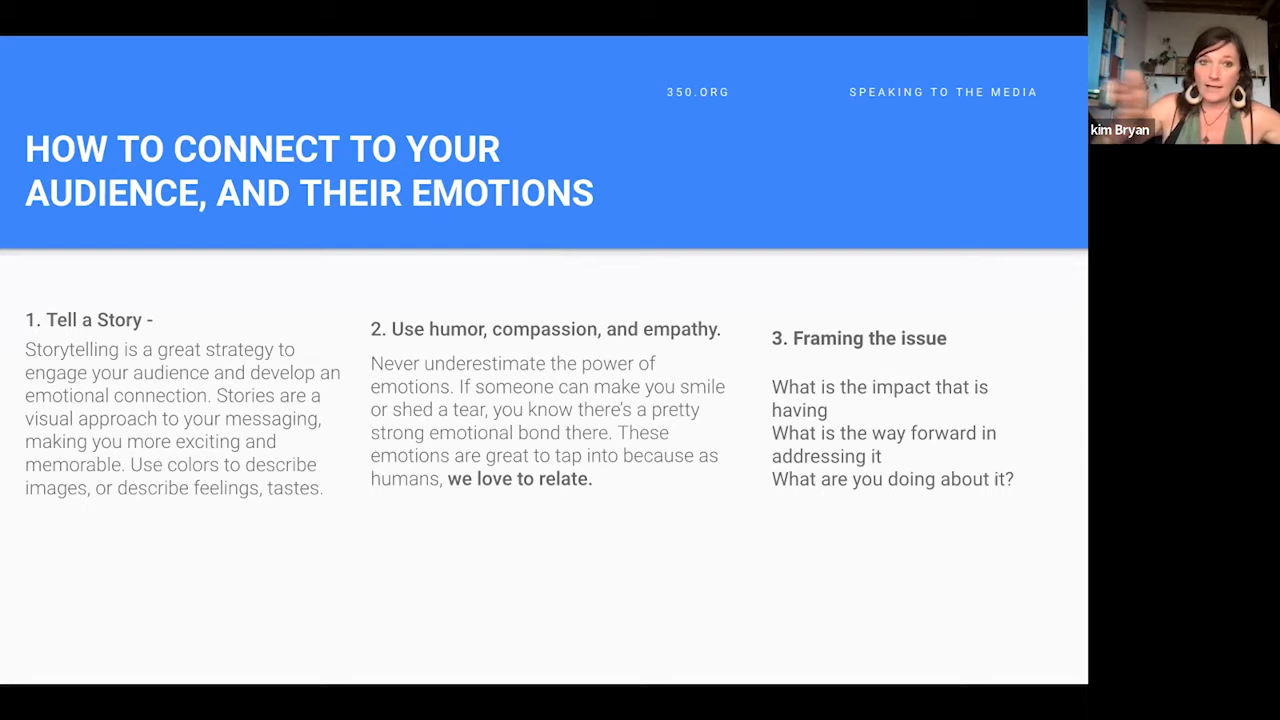 350.ORG
SPEAKING TO THE MEDIA
kim Bryan
HOW TO CONNECT TO YOUR
AUDIENCE, AND THEIR EMOTIONS
1. Tell a Story -
Storytelling is a great strategy to
engage your audience and develop an
emotional connection. Stories are a
visual approach to your messaging,
making you more exciting and
memorable. Use colors to describe
images, or describe feelings, tastes.
2. Use humor, compassion, and empathy.
Never underestimate the power of
emotions. If someone can make you smile
or shed a tear, you know there's a pretty
strong emotional bond there. These
emotions are great to tap into because as
humans, we love to relate.
3. Framing the issue
What is the impact that is
having
What is the way forward in
addressing it
What are you doing about it?